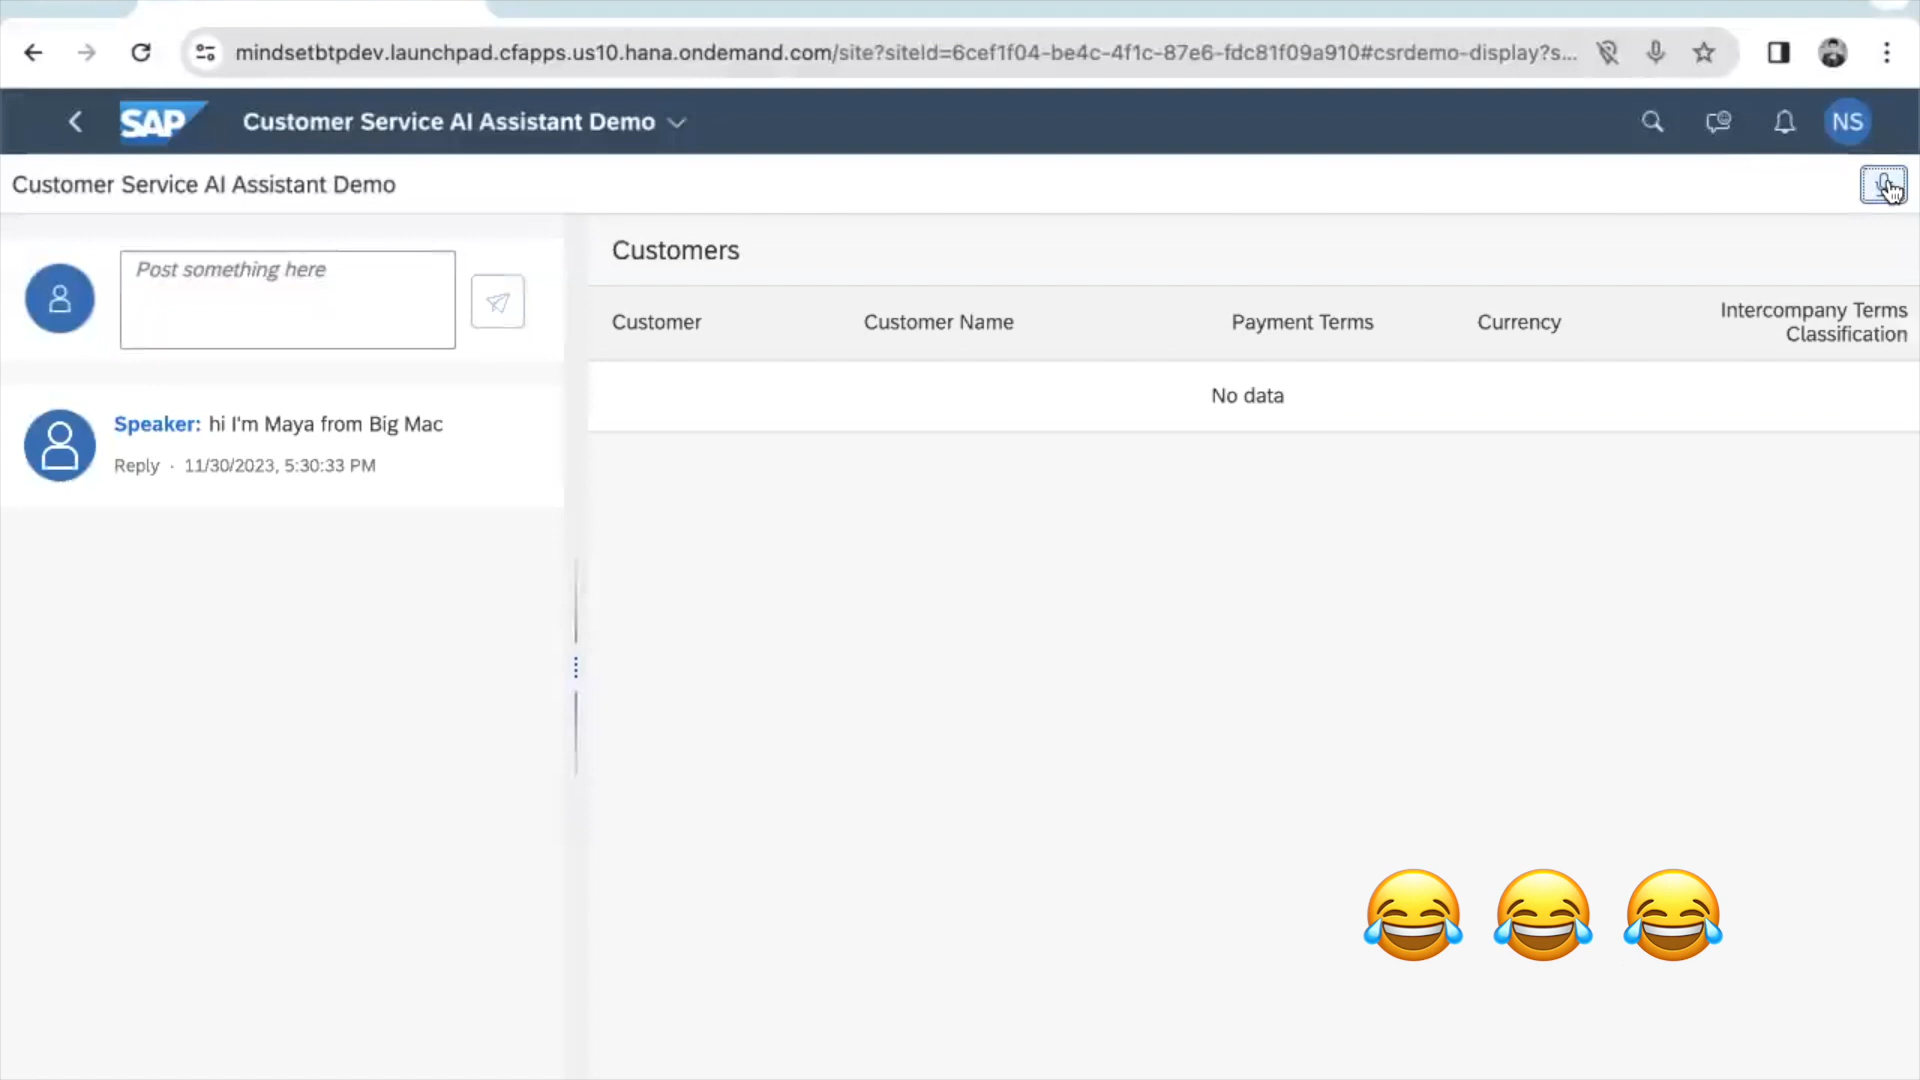 mindsetbtpdev.launchpad.cfapps.us10.hana.ondemand.com/site?siteId=6cef1f04-be4c-4f1c-87e6-fdc81f09a910#csrdemo-display?s...
SAP
Customer Service AI Assistant Demo
NS
Customer Service AI Assistant Demo
Post something here
Speaker: hi I'm Maya from Big Mac
Reply · 11/30/2023, 5:30:33 PM
Customers
Customer
Customer Name
Payment Terms
Currency
Intercompany Terms
Classification
No data